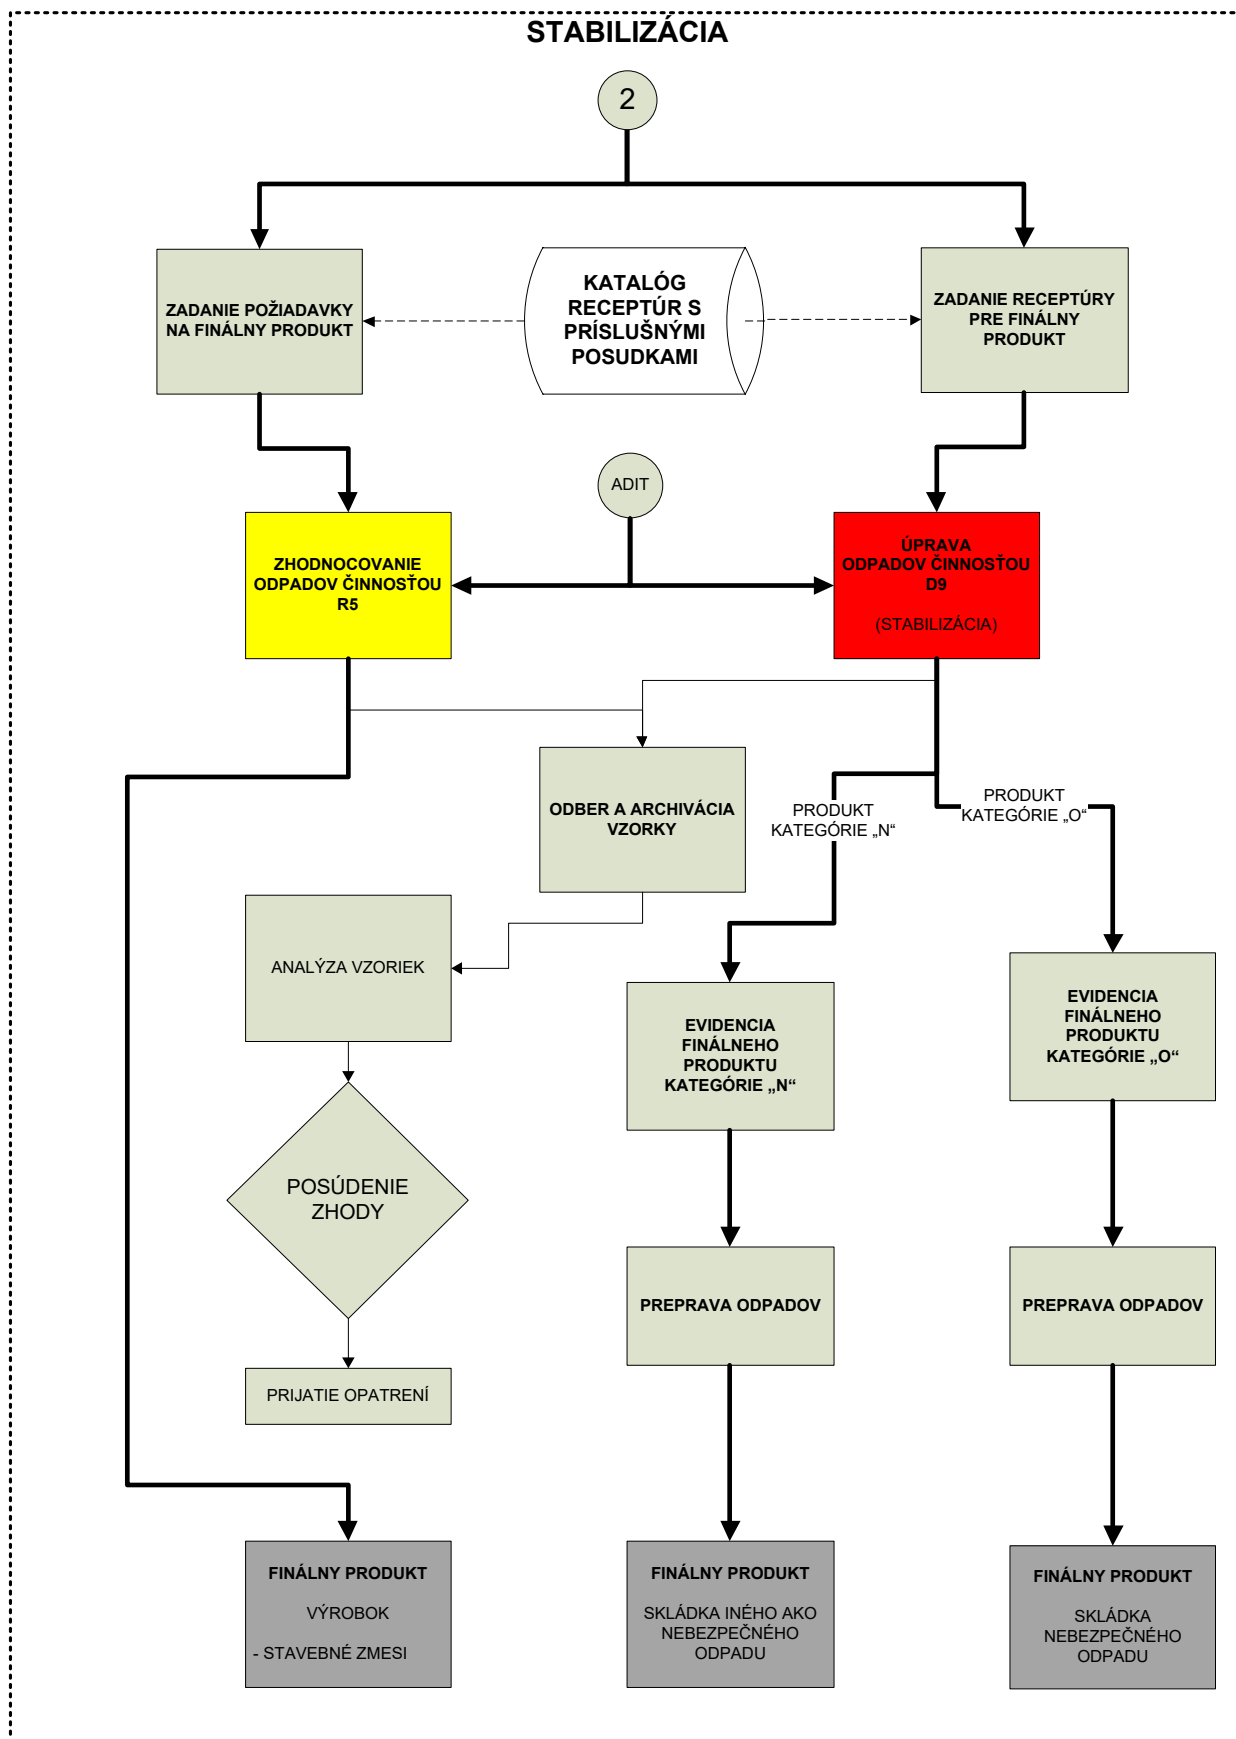 STABILIZÁCIA
2
ZADANIE POŽIADAVKY
NA FINÁLNY PRODUKT
KATALÓG
RECEPTÚR S
PRÍSLUŠNÝMI
POSUDKAMI
ZADANIE RECEPTÚRY
PRE FINÁLNY
PRODUKT
ADIT
ZHODNOCOVANIE
ODPADOV ČINNOSŤOU
R5
ÚPRAVA
ODPADOV ČINNOSŤOU
D9
(STABILIZÁCIA)
ODBER A ARCHIVÁCIA
VZORKY
PRODUKT
KATEGÓRIE „N“
PRODUKT
KATEGÓRIE „O“
ANALÝZA VZORIEK
EVIDENCIA
FINÁLNEHO
PRODUKTU
KATEGÓRIE „N“
EVIDENCIA
FINÁLNEHO
PRODUKTU
KATEGÓRIE „O“
POSÚDENIE
ZHODY
PREPRAVA ODPADOV
PREPRAVA ODPADOV
PRIJATIE OPATRENÍ
FINÁLNY PRODUKT
VÝROBOK
- STAVEBNÉ ZMESI
FINÁLNY PRODUKT
SKLÁDKA INÉHO AKO
NEBEZPEČNÉHO
ODPADU
FINÁLNY PRODUKT
SKLÁDKA
NEBEZPEČNÉHO
ODPADU